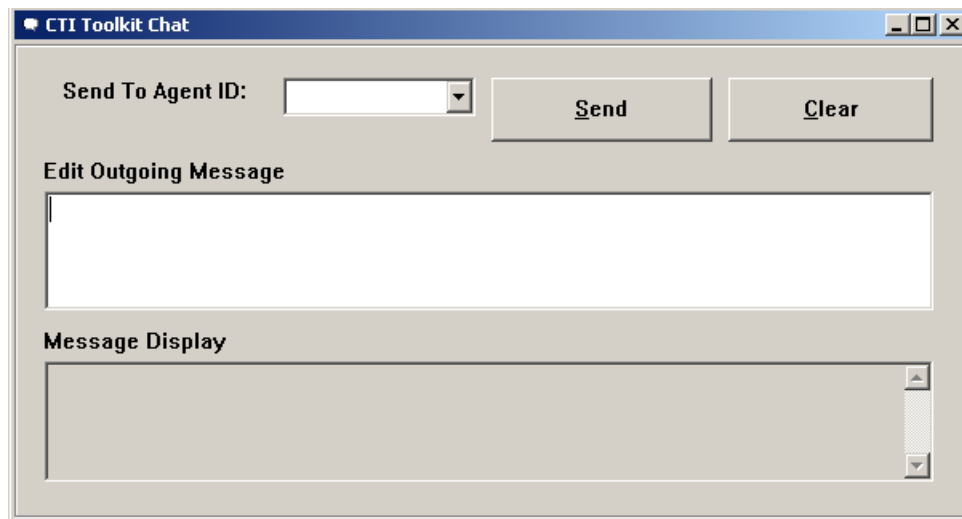 CTI Toolkit Chat
Send To Agent ID:
Send
Clear
Edit Outgoing Message
Message Display